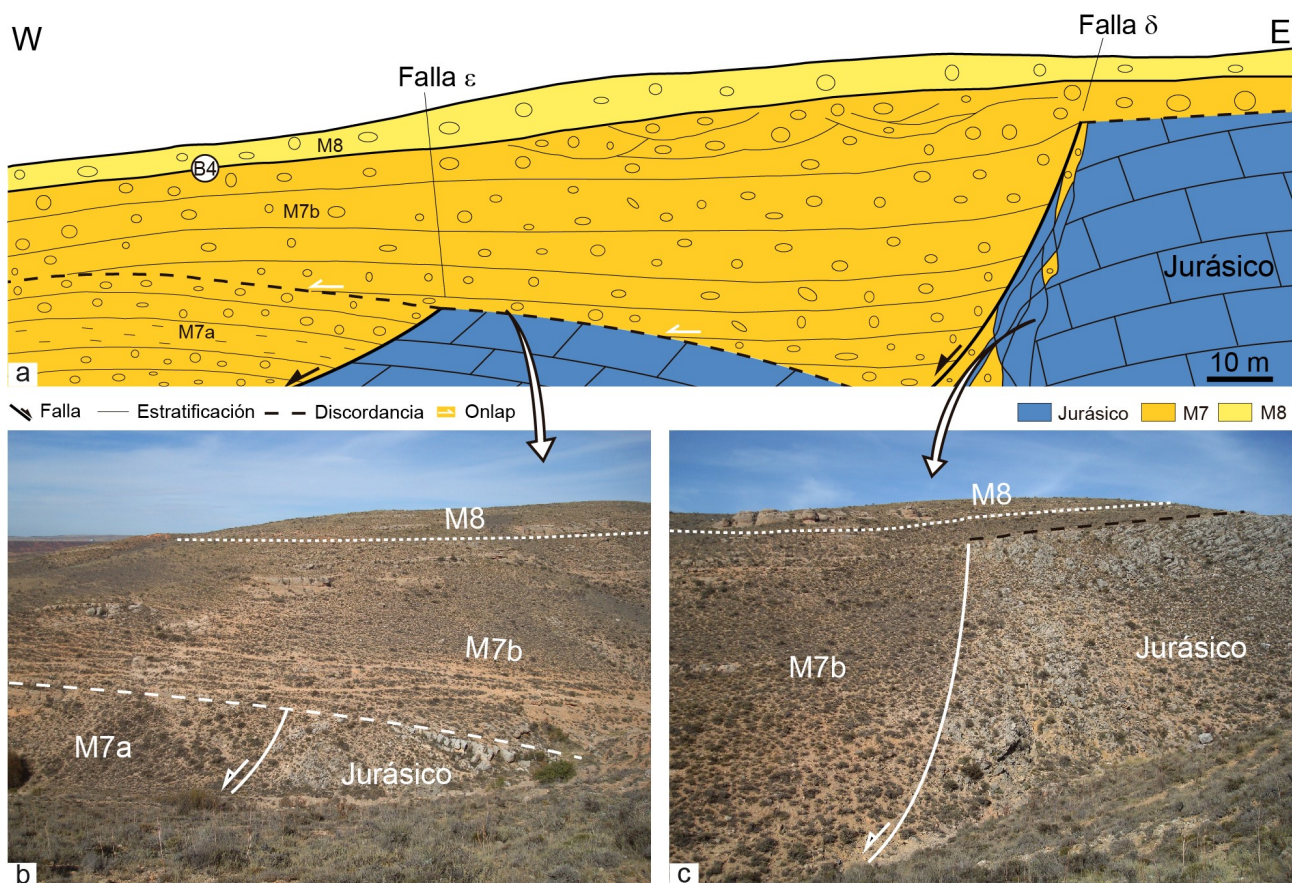 W
E
Falla δ
Falla ε
M8
B4
M7b
Jurásico
M7a
10 m
a
Falla
Estratificación
Discordancia
Onlap
Jurásico
M7
M8
M8
M7b
M7a
Jurásico
b
M8
M7b
Jurásico
c